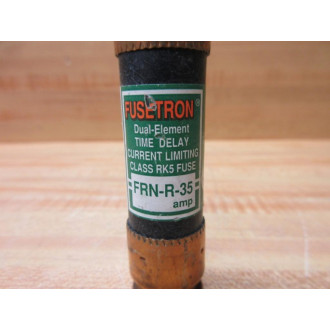 FUSETRON®
Dual-Element
TIME DELAY
CURRENT LIMITING
CLASS RK5 FUSE
FRN-R-35
amp